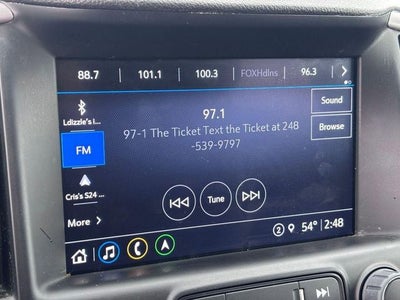 88.7 101.1 100.3 FOXHdlns 96.3
Ldizzle's i...
97.1
Sound
97-1 The Ticket Text the Ticket at 248
-539-9797
Browse
FM
Cris's S24 ...
Tune
More
2 54° 2:48